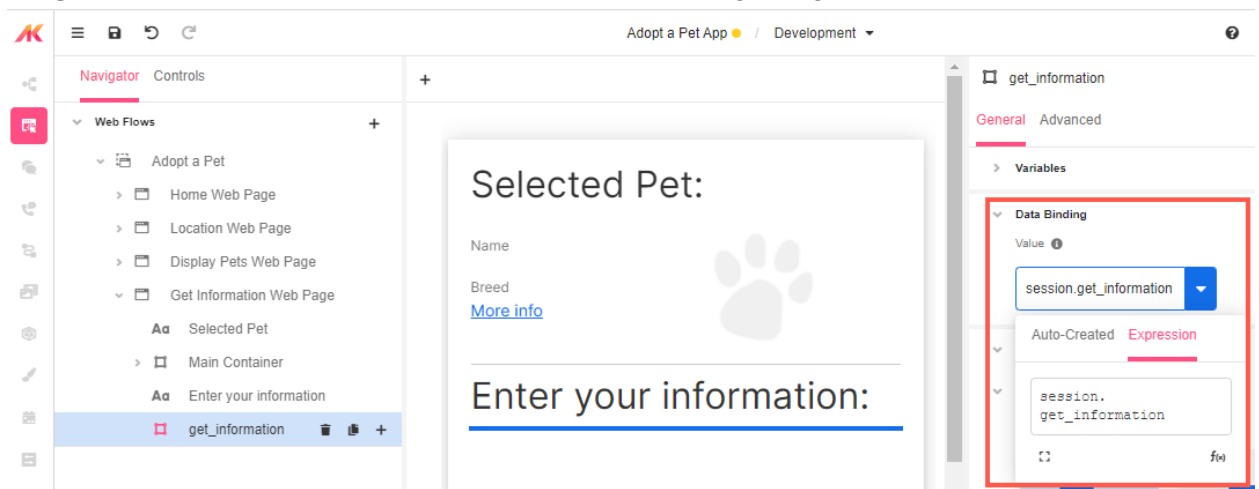 Adopt a Pet App / Development
Navigator Controls
+
get_information
General Advanced
Web Flows +
Adopt a Pet
Home Web Page
Location Web Page
Display Pets Web Page
Get Information Web Page
Aa Selected Pet
Main Container
Aa Enter your information
get_information +
Selected Pet:
Name
Breed
More info
Enter your information:
Variables
Data Binding
Value
session.get_information
Auto-Created Expression
session.
get_information
f(x)